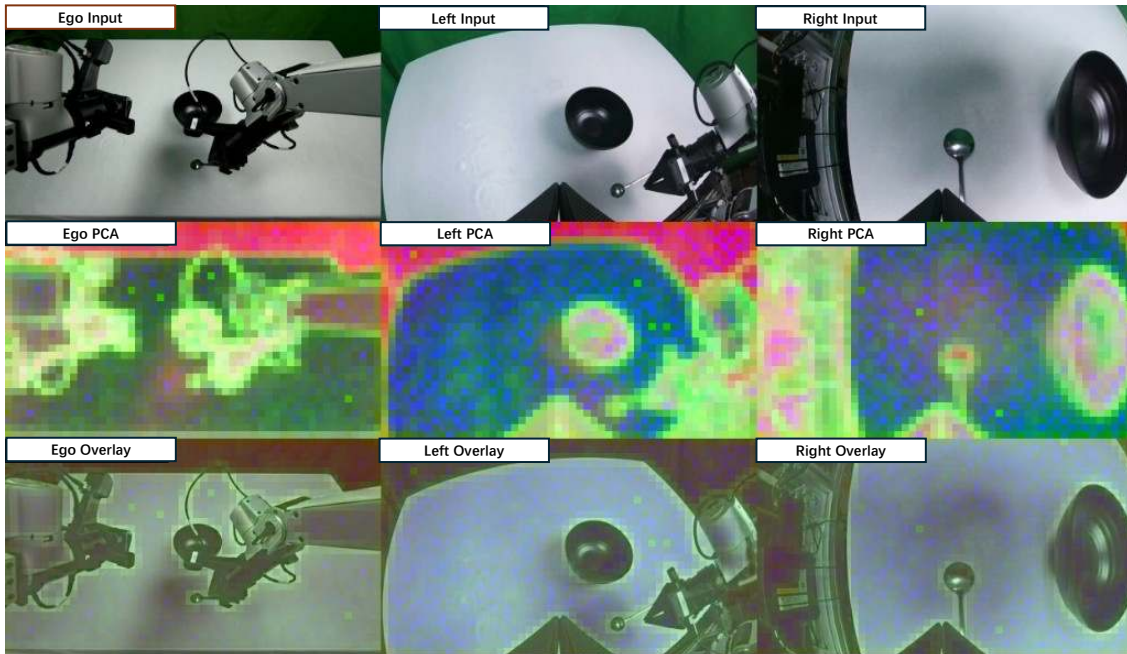 Ego Input
Left Input
Right Input
Ego PCA
Left PCA
Right PCA
Ego Overlay
Left Overlay
Right Overlay